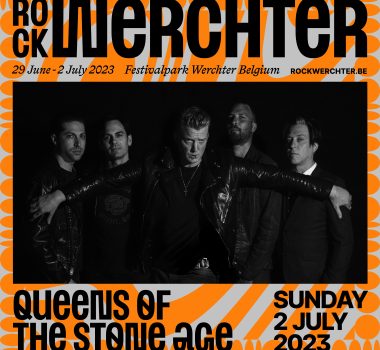 ROCK WERCHTER
29 June - 2 July 2023 Festivalpark Werchter Belgium ROCKWERCHTER.BE
QUEENS OF
THE STONE AGE
SUNDAY
2 JULY
2023